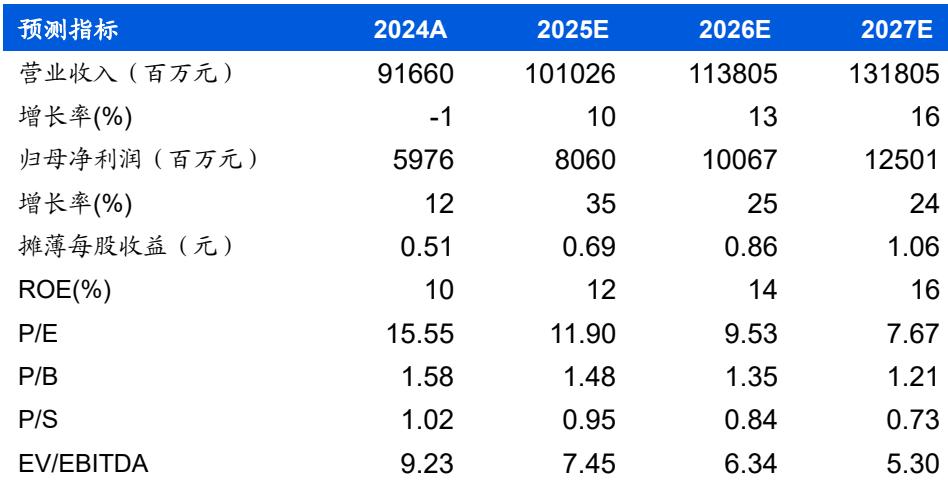 预测指标 2024A 2025E 2026E 2027E
营业收入（百万元） 91660 101026 113805 131805
增长率(%) -1 10 13 16
归母净利润（百万元） 5976 8060 10067 12501
增长率(%) 12 35 25 24
摊薄每股收益（元） 0.51 0.69 0.86 1.06
ROE(%) 10 12 14 16
P/E 15.55 11.90 9.53 7.67
P/B 1.58 1.48 1.35 1.21
P/S 1.02 0.95 0.84 0.73
EV/EBITDA 9.23 7.45 6.34 5.30